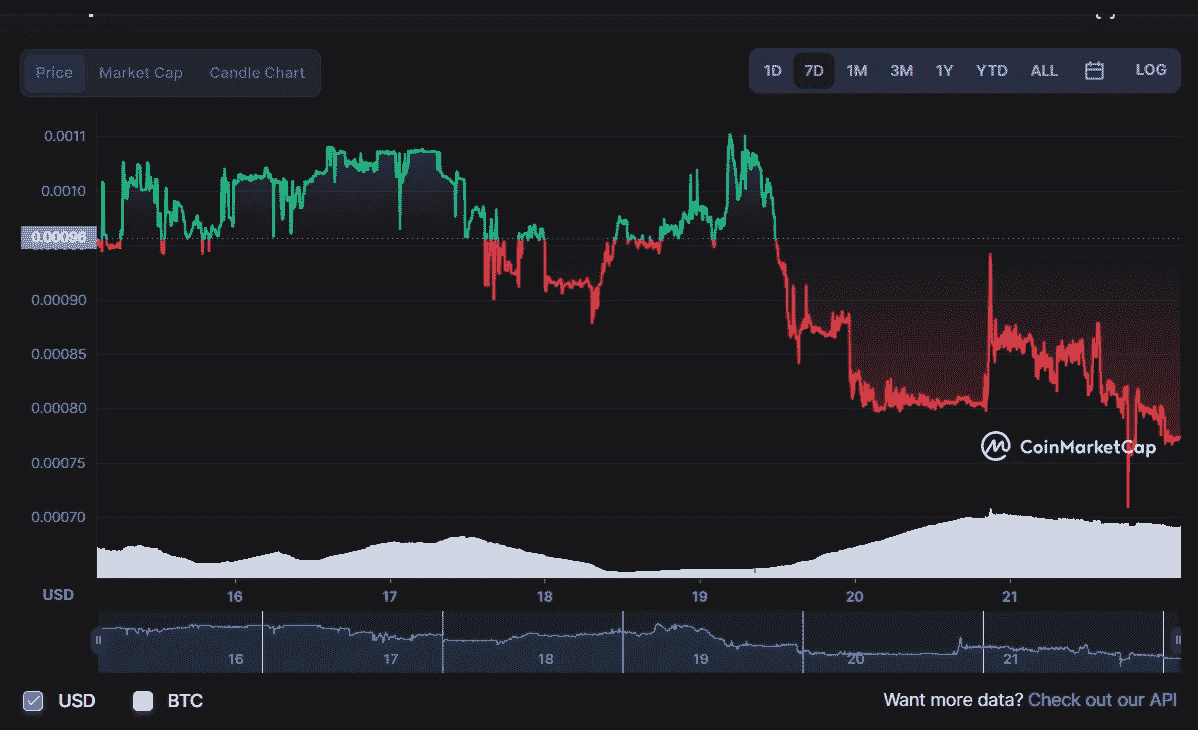 Price Market Cap Candle Chart 1D 7D 1M 3M 1Y YTD ALL LOG
0.0011
0.0010
0.00096
0.00090
0.00085
0.00080
CoinMarketCap
0.00075
0.00070
USD 16 17 18 19 20 21
16 17 18 19 20 21
USD BTC Want more data? Check out our API